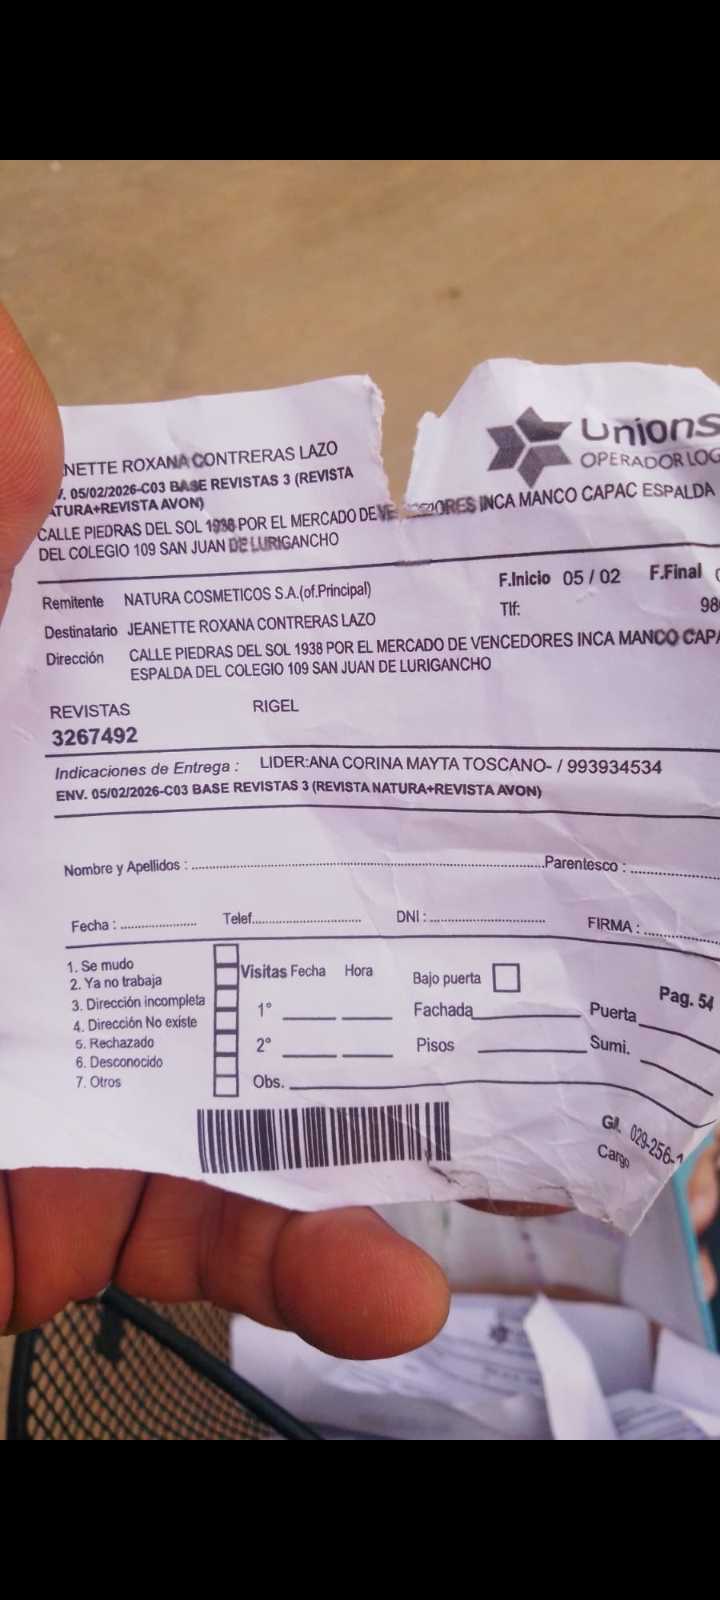 NETTE ROXANA CONTRERAS LAZO
V. 05/02/2026-C03 BASE REVISTAS 3 (REVISTA
ATURA+REVISTA AVON)
CALLE PIEDRAS DEL SOL 1938 POR EL MERCADO DE VENCEDORES INCA MANCO CAPAC ESPALDA
DEL COLEGIO 109 SAN JUAN DE LURIGANCHO
Unions
OPERADOR LOG
Remitente NATURA COSMETICOS S.A.(of.Principal)
F.Inicio 05 / 02 F.Final
Destinatario JEANETTE ROXANA CONTRERAS LAZO
Tlf: 98
Dirección CALLE PIEDRAS DEL SOL 1938 POR EL MERCADO DE VENCEDORES INCA MANCO CAPA
ESPALDA DEL COLEGIO 109 SAN JUAN DE LURIGANCHO
REVISTAS RIGEL
3267492
Indicaciones de Entrega : LIDER:ANA CORINA MAYTA TOSCANO- / 993934534
ENV. 05/02/2026-C03 BASE REVISTAS 3 (REVISTA NATURA+REVISTA AVON)
Nombre y Apellidos : Parentesco :
Fecha : Telef. DNI : FIRMA :
1. Se mudo
2. Ya no trabaja
3. Dirección incompleta
4. Dirección No existe
5. Rechazado
6. Desconocido
7. Otros
Visitas Fecha Hora Bajo puerta
Pag. 54
1° Fachada Puerta
2° Pisos Sumi.
Obs.
G/. 029-256-1
Cargo